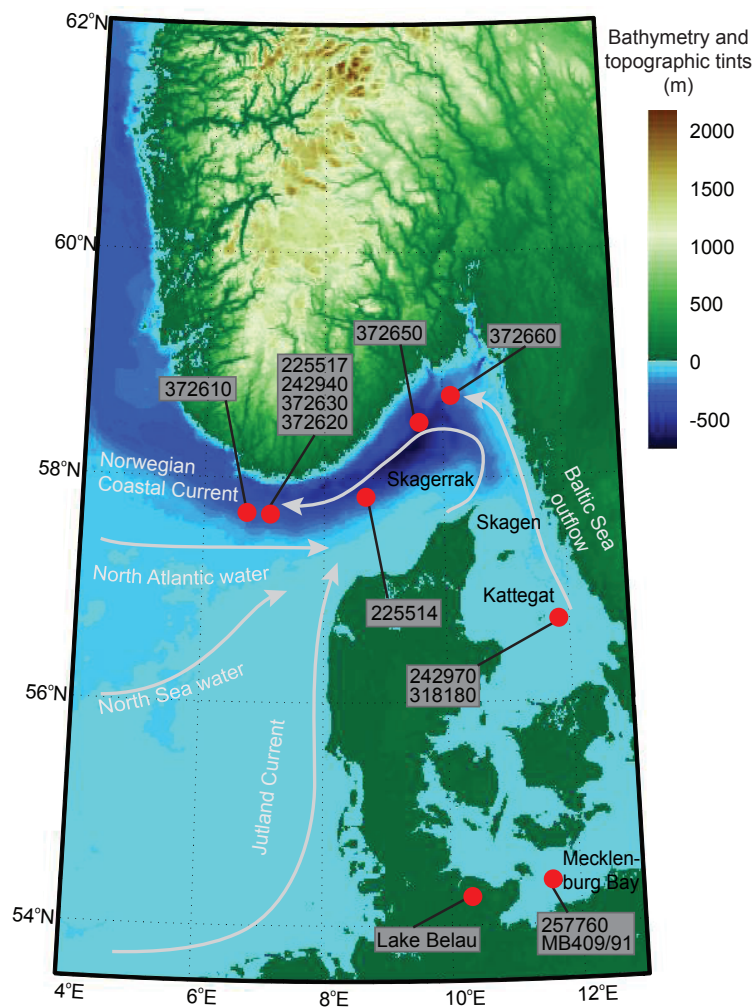 62°N
Bathymetry and
topographic tints
(m)
2000
1500
1000
500
0
-500
60°N
372650
372660
225517
242940
372630
372620
372610
58°N
Norwegian
Coastal Current
Skagerrak
Skagen
Baltic Sea
outflow
North Atlantic water
Kattegat
225514
242970
318180
56°N
North Sea water
Jutland Current
Mecklen-
burg Bay
54°N
Lake Belau
257760
MB409/91
4°E
6°E
8°E
10°E
12°E